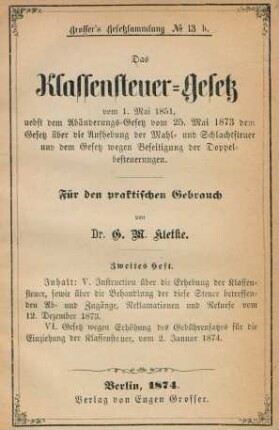 Grosser's Gesetzsammlung № 13 b.
Das
Klassensteuer=Gesetz
vom 1. Mai 1851,
nebst dem Abänderungs-Gesetz vom 25. Mai 1873 dem
Gesetz über die Aufhebung der Mahl- und Schlachtsteuer
und dem Gesetz wegen Beseitigung der Doppel-
besteuerungen.
Für den praktischen Gebrauch
von
Dr. G. M. Kletke.
Zweites Heft.
Inhalt: V. Instruction über die Erhebung der Klassen-
steuer, sowie über die Behandlung der diese Steuer betreffen-
den Ab- und Zugänge, Reklamationen und Rekurse vom
12. Dezember 1873.
VI. Gesetz wegen Erhöhung des Gebührensatzes für die
Einziehung der Klassensteuer, vom 2. Januar 1874.
Berlin, 1874.
Verlag von Eugen Grosser.